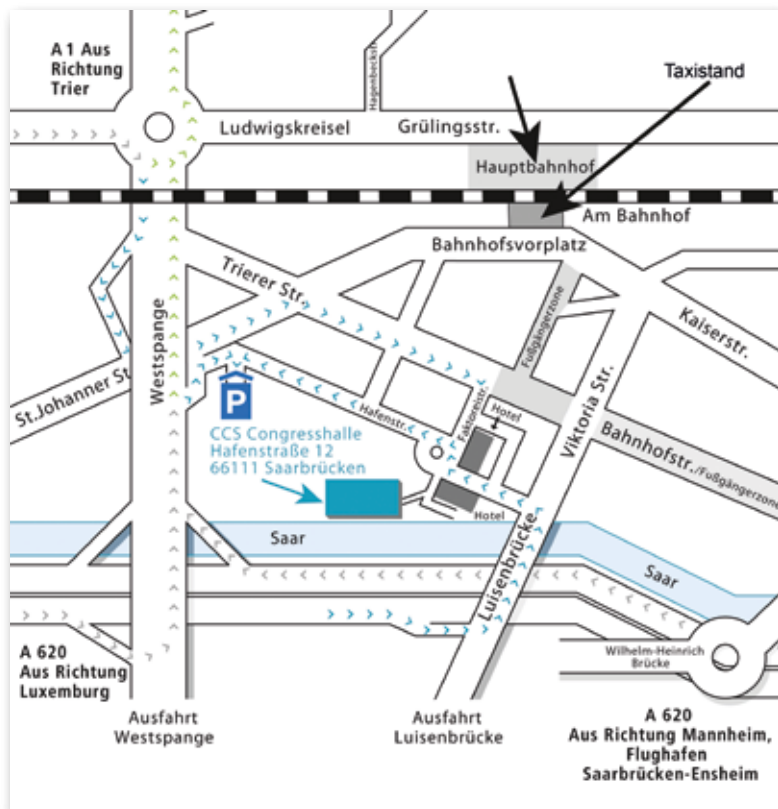 A 1 Aus
Richtung
Trier
Hagenbeckstr.
Taxistand
Ludwigskreisel
Grülingsstr.
Hauptbahnhof
Am Bahnhof
Bahnhofsvorplatz
Trierer Str.
Westspange
Fußgängerzone
Kaiserstr.
St.Johanner St
Viktoria Str.
P
Hafenstr.
Faktoreistr.
Hotel
Bahnhofstr./Fußgängerzone
CCS Congresshalle
Hafenstraße 12
66111 Saarbrücken
Hotel
Saar
Luisenbrücke
Saar
A 620
Aus Richtung
Luxemburg
Wilhelm-Heinrich
Brücke
Ausfahrt
Westspange
Ausfahrt
Luisenbrücke
A 620
Aus Richtung Mannheim,
Flughafen
Saarbrücken-Ensheim